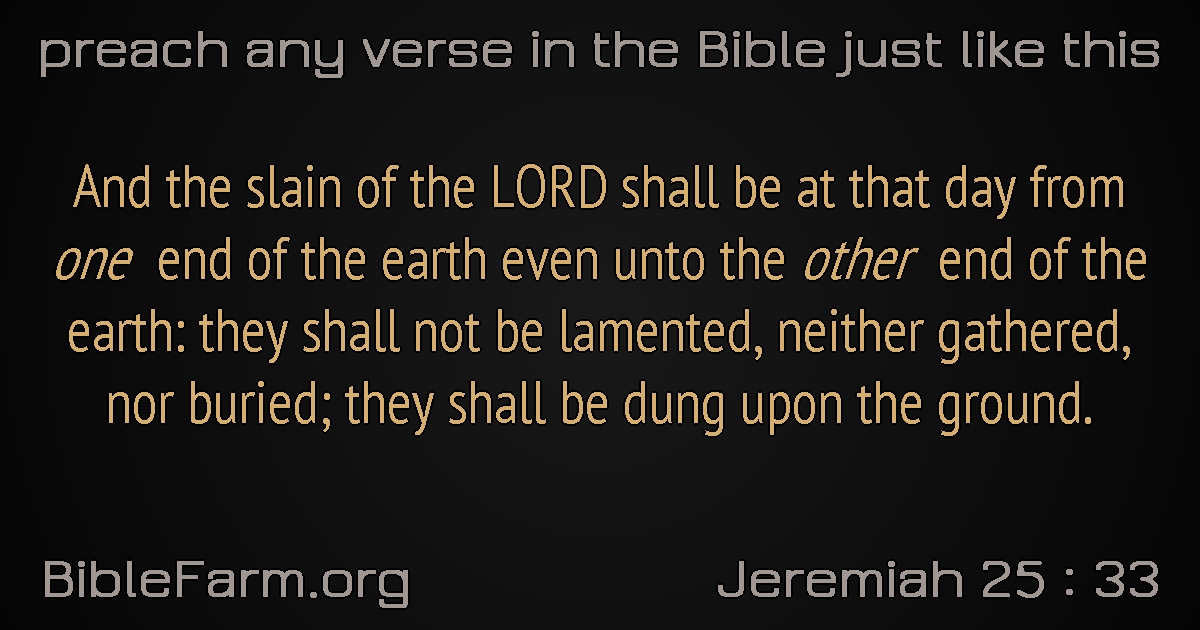 preach any verse in the Bible just like this
And the slain of the LORD shall be at that day from
one end of the earth even unto the other end of the
earth: they shall not be lamented, neither gathered,
nor buried; they shall be dung upon the ground.
BibleFarm.org
Jeremiah 25 : 33